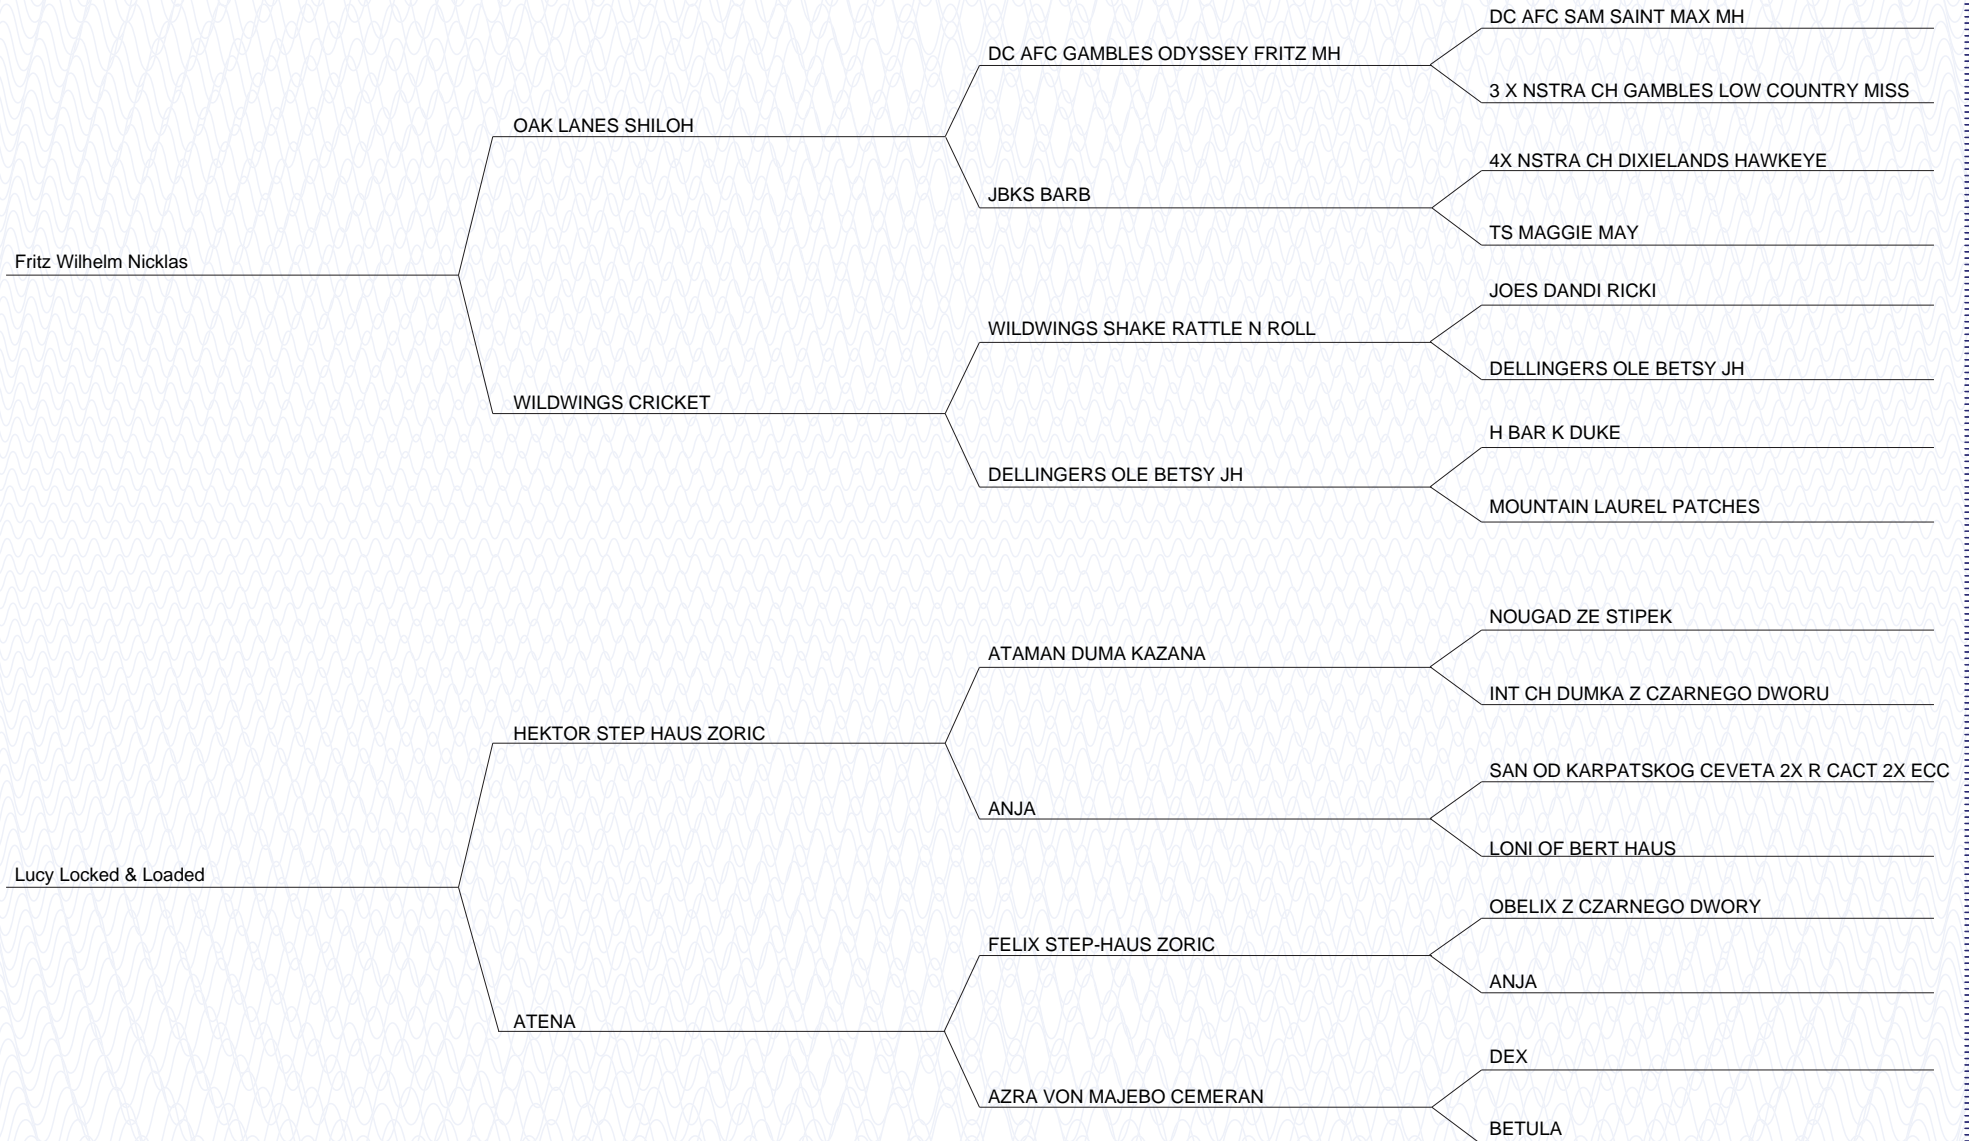 DC AFC SAM SAINT MAX MH
DC AFC GAMBLES ODYSSEY FRITZ MH
3 X NSTRA CH GAMBLES LOW COUNTRY MISS
OAK LANES SHILOH
4X NSTRA CH DIXIELANDS HAWKEYE
JBKS BARB
TS MAGGIE MAY
Fritz Wilhelm Nicklas
JOES DANDI RICKI
WILDWINGS SHAKE RATTLE N ROLL
DELLINGERS OLE BETSY JH
WILDWINGS CRICKET
H BAR K DUKE
DELLINGERS OLE BETSY JH
MOUNTAIN LAUREL PATCHES
NOUGAD ZE STIPEK
ATAMAN DUMA KAZANA
INT CH DUMKA Z CZARNEGO DWORU
HEKTOR STEP HAUS ZORIC
SAN OD KARPATSKOG CEVETA 2X R CACT 2X ECC
ANJA
LONI OF BERT HAUS
Lucy Locked & Loaded
OBELIX Z CZARNEGO DWORY
FELIX STEP-HAUS ZORIC
ANJA
ATENA
DEX
AZRA VON MAJEBO CEMERAN
BETULA